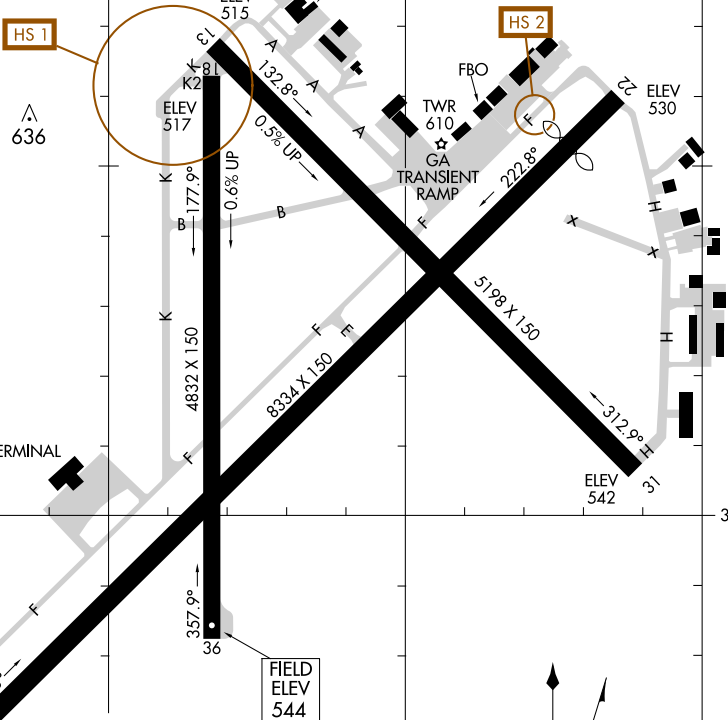 ELEV
515
HS 1
HS 2
13
A
K
18
K2
132.8°
A
FBO
22
ELEV
530
ELEV
517
TWR
610
636
0.5% UP
A
F
GA
TRANSIENT
RAMP
222.8°
K
177.9°
0.6% UP
B
B
F
H
X
X
K
5198 X 150
F
E
H
4832 X 150
8334 X 150
312.9°
ERMINAL
F
H
ELEV
542
31
3
357.9°
F
36
FIELD
ELEV
544